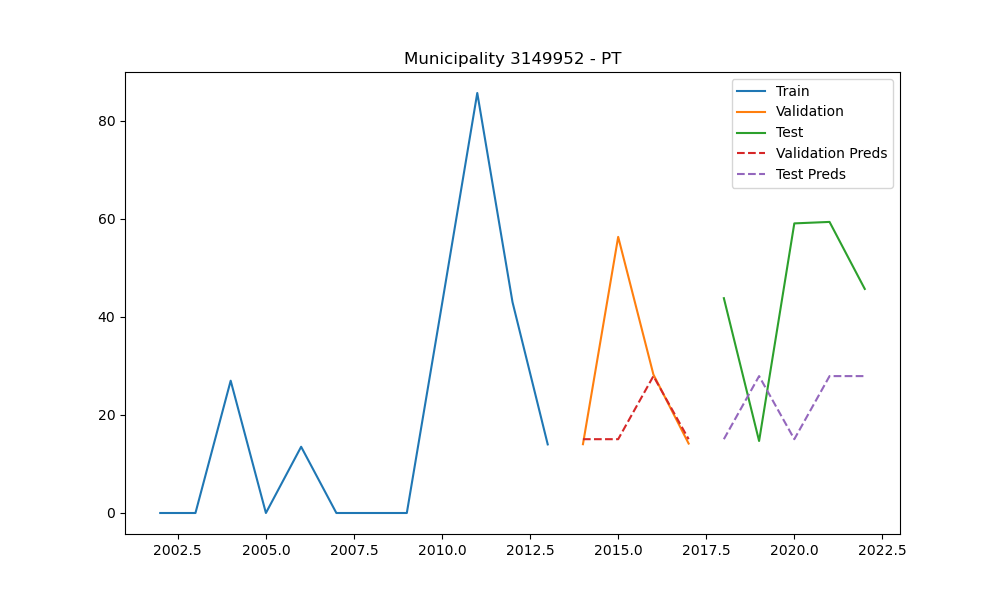 Municipality 3149952 - PT
Train
Validation
Test
Validation Preds
Test Preds
80
60
40
20
0
2002.5 2005.0 2007.5 2010.0 2012.5 2015.0 2017.5 2020.0 2022.5